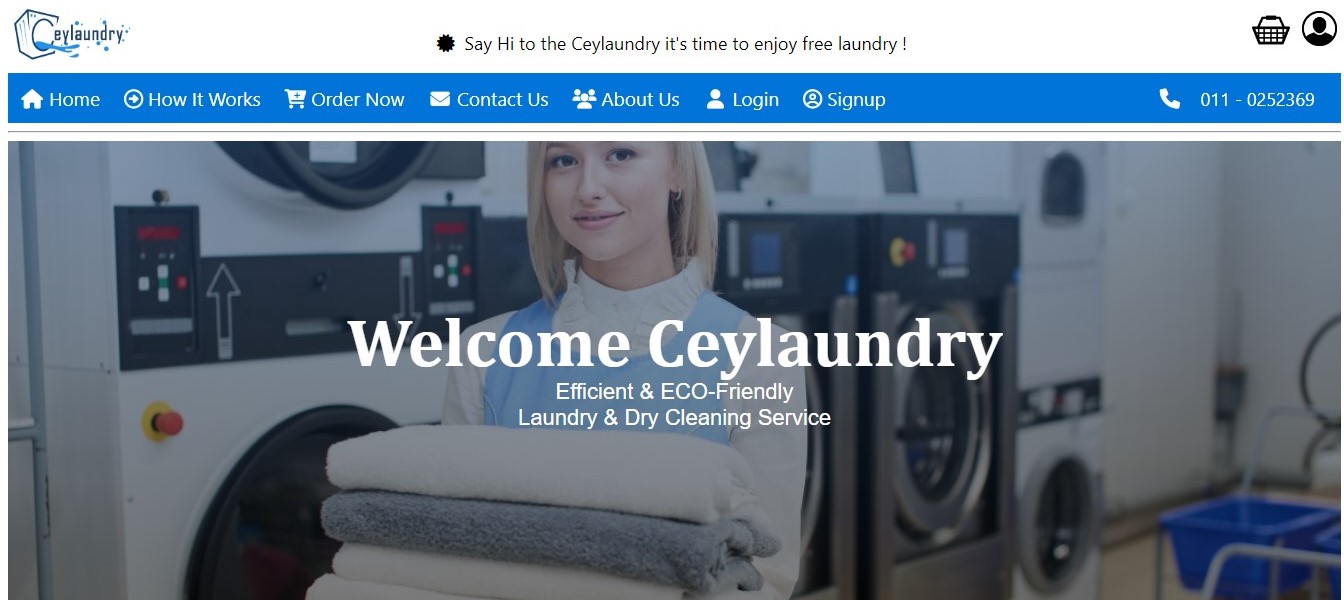 Ceylaundry
Say Hi to the Ceylaundry it's time to enjoy free laundry !
Home How It Works Order Now Contact Us About Us Login Signup 011 - 0252369
Welcome Ceylaundry
Efficient & ECO-Friendly
Laundry & Dry Cleaning Service